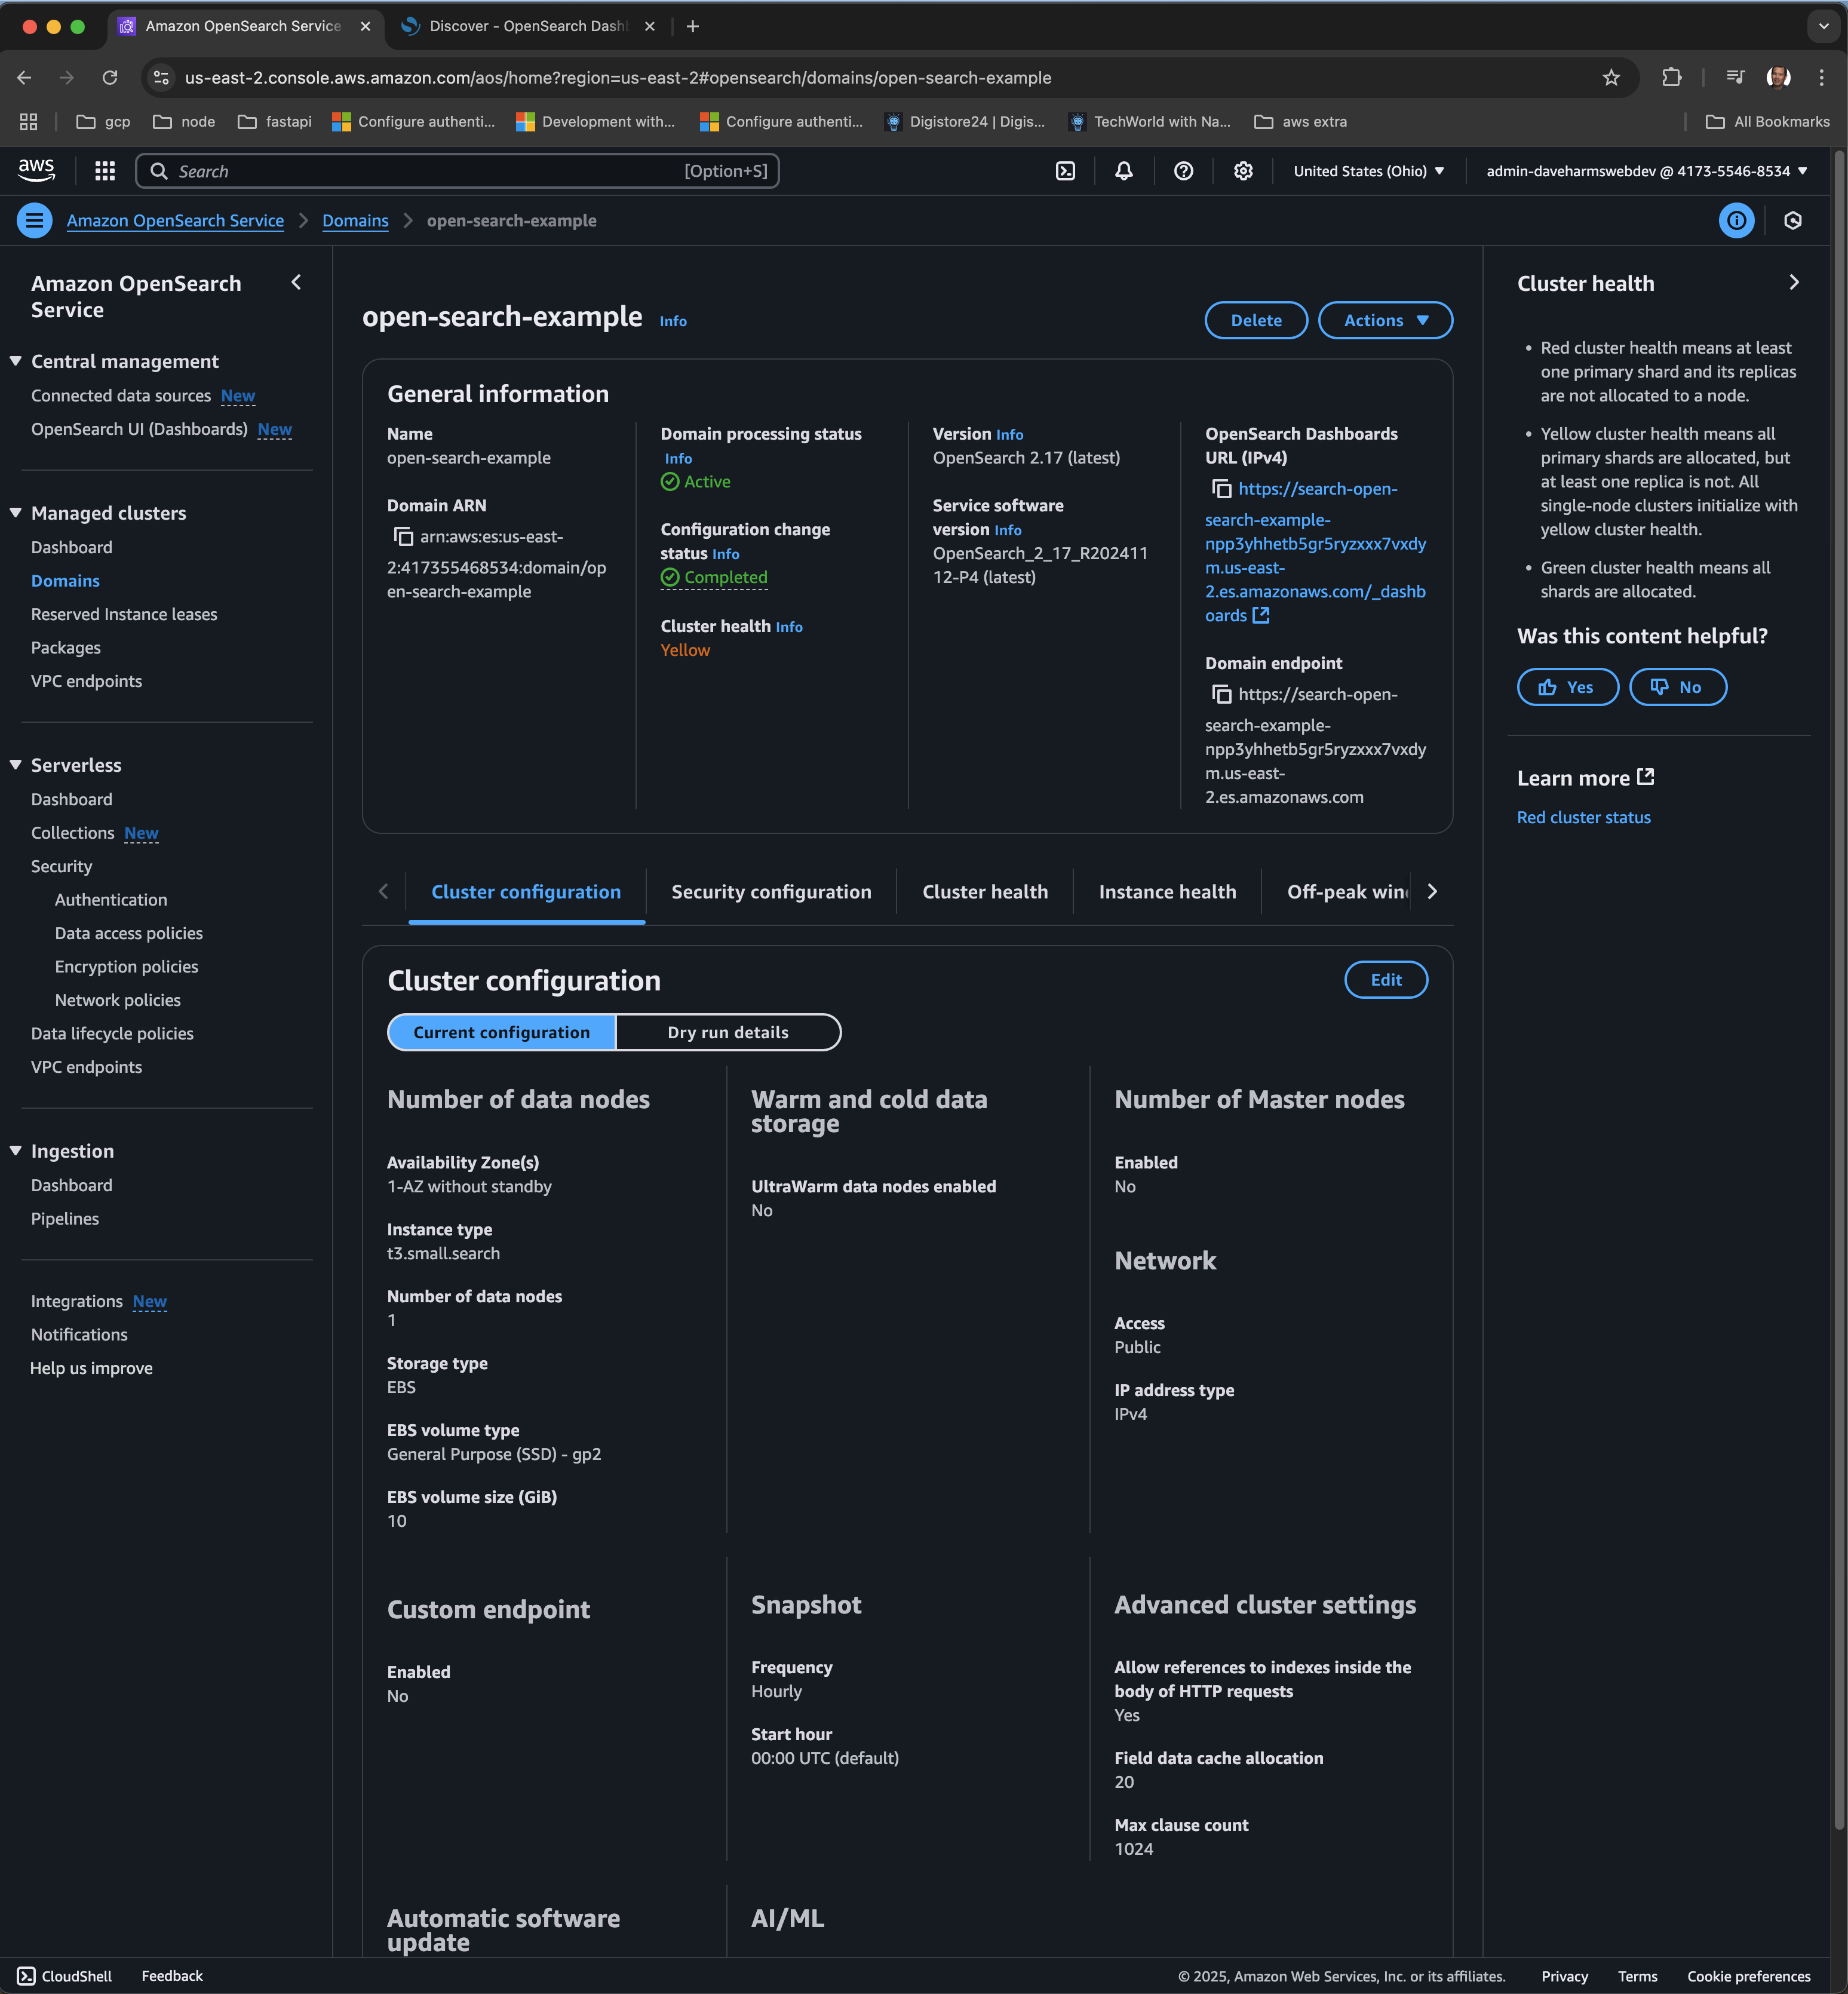 Amazon OpenSearch Service
Discover - OpenSearch Dashb
us-east-2.console.aws.amazon.com/aos/home?region=us-east-2#opensearch/domains/open-search-example
gcp
node
fastapi
Configure authenti...
Development with...
Configure authenti...
Digistore24 | Digis...
TechWorld with Na...
aws extra
All Bookmarks
aws
Search
[Option+S]
United States (Ohio)
admin-daveharmswebdev @ 4173-5546-8534
Amazon OpenSearch Service
Domains
open-search-example
Amazon OpenSearch
Service
Central management
Connected data sources New
OpenSearch UI (Dashboards) New
Managed clusters
Dashboard
Domains
Reserved Instance leases
Packages
VPC endpoints
Serverless
Dashboard
Collections New
Security
Authentication
Data access policies
Encryption policies
Network policies
Data lifecycle policies
VPC endpoints
Ingestion
Dashboard
Pipelines
Integrations New
Notifications
Help us improve
open-search-example Info
Delete
Actions
General information
Name
open-search-example
Domain ARN
arn:aws:es:us-east-
2:417355468534:domain/op
en-search-example
Domain processing status
Info
Active
Configuration change
status Info
Completed
Cluster health Info
Yellow
Version Info
OpenSearch 2.17 (latest)
Service software
version Info
OpenSearch_2_17_R202411
12-P4 (latest)
OpenSearch Dashboards
URL (IPv4)
https://search-open-
search-example-
npp3yhhetb5gr5ryzxxx7vxdy
m.us-east-
2.es.amazonaws.com/_dashb
oards
Domain endpoint
https://search-open-
search-example-
npp3yhhetb5gr5ryzxxx7vxdy
m.us-east-
2.es.amazonaws.com
Cluster configuration
Security configuration
Cluster health
Instance health
Off-peak win
Cluster configuration
Edit
Current configuration
Dry run details
Number of data nodes
Availability Zone(s)
1-AZ without standby
Instance type
t3.small.search
Number of data nodes
1
Storage type
EBS
EBS volume type
General Purpose (SSD) - gp2
EBS volume size (GiB)
10
Warm and cold data
storage
UltraWarm data nodes enabled
No
Number of Master nodes
Enabled
No
Network
Access
Public
IP address type
IPv4
Custom endpoint
Enabled
No
Snapshot
Frequency
Hourly
Start hour
00:00 UTC (default)
Advanced cluster settings
Allow references to indexes inside the
body of HTTP requests
Yes
Field data cache allocation
20
Max clause count
1024
Automatic software
update
AI/ML
Cluster health
• Red cluster health means at least
one primary shard and its replicas
are not allocated to a node.
• Yellow cluster health means all
primary shards are allocated, but
at least one replica is not. All
single-node clusters initialize with
yellow cluster health.
• Green cluster health means all
shards are allocated.
Was this content helpful?
Yes
No
Learn more
Red cluster status
CloudShell
Feedback
© 2025, Amazon Web Services, Inc. or its affiliates.
Privacy
Terms
Cookie preferences